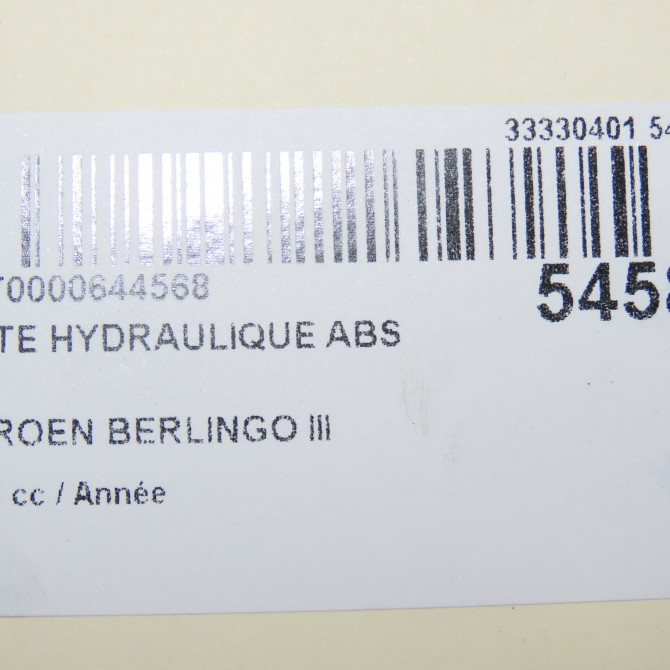 33330401 54
T0000644568
5458
TE HYDRAULIQUE ABS
ROEN BERLINGO III
cc / Année